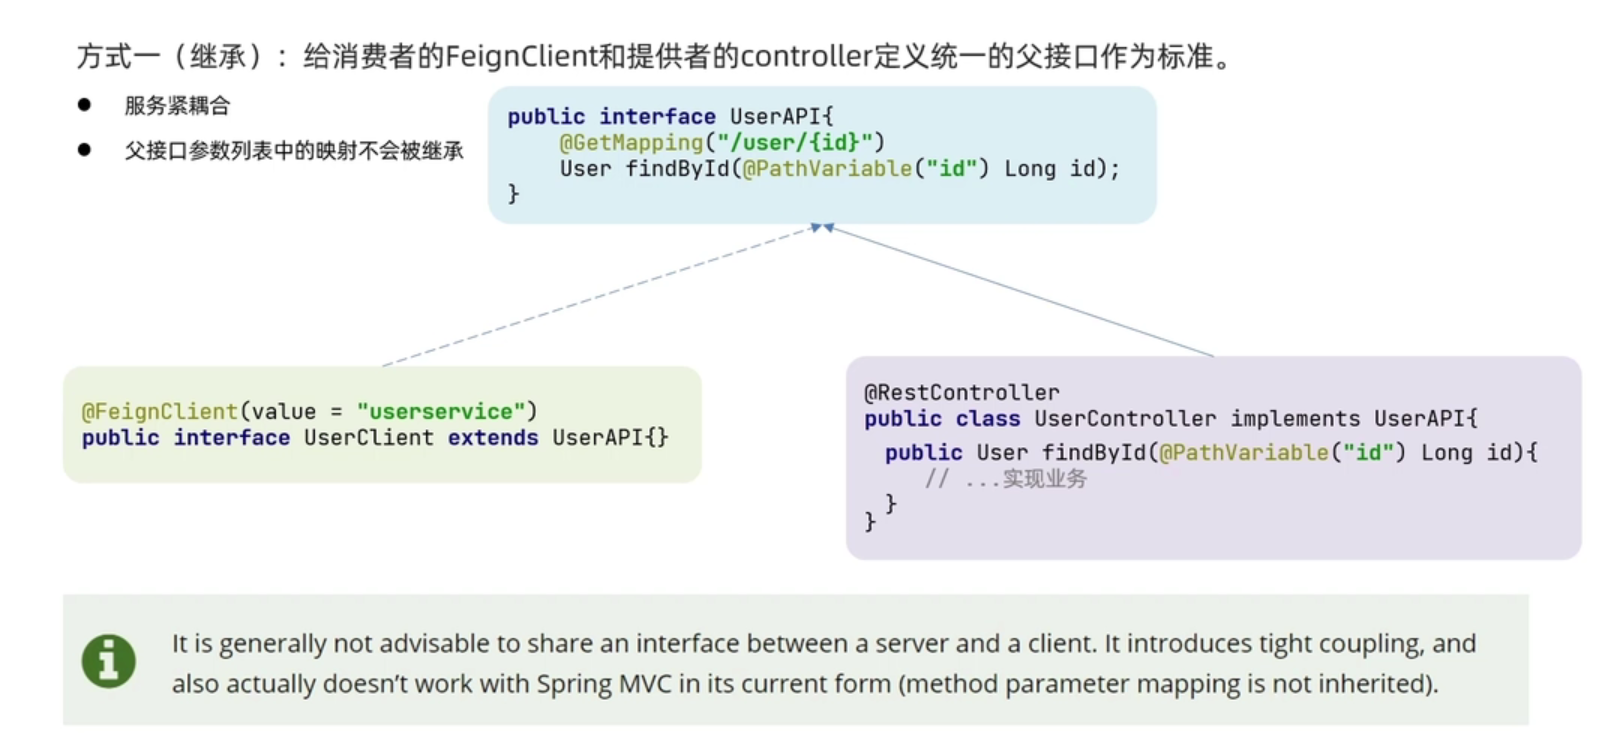 方式一（继承）：给消费者的FeignClient和提供者的controller定义统一的父接口作为标准。
● 服务紧耦合
● 父接口参数列表中的映射不会被继承
public interface UserAPI{
    @GetMapping("/user/{id}")
    User findById(@PathVariable("id") Long id);
}
@FeignClient(value = "userservice")
public interface UserClient extends UserAPI{}
@RestController
public class UserController implements UserAPI{
  public User findById(@PathVariable("id") Long id){
    // ...实现业务
  }
}
It is generally not advisable to share an interface between a server and a client. It introduces tight coupling, and
also actually doesn’t work with Spring MVC in its current form (method parameter mapping is not inherited).